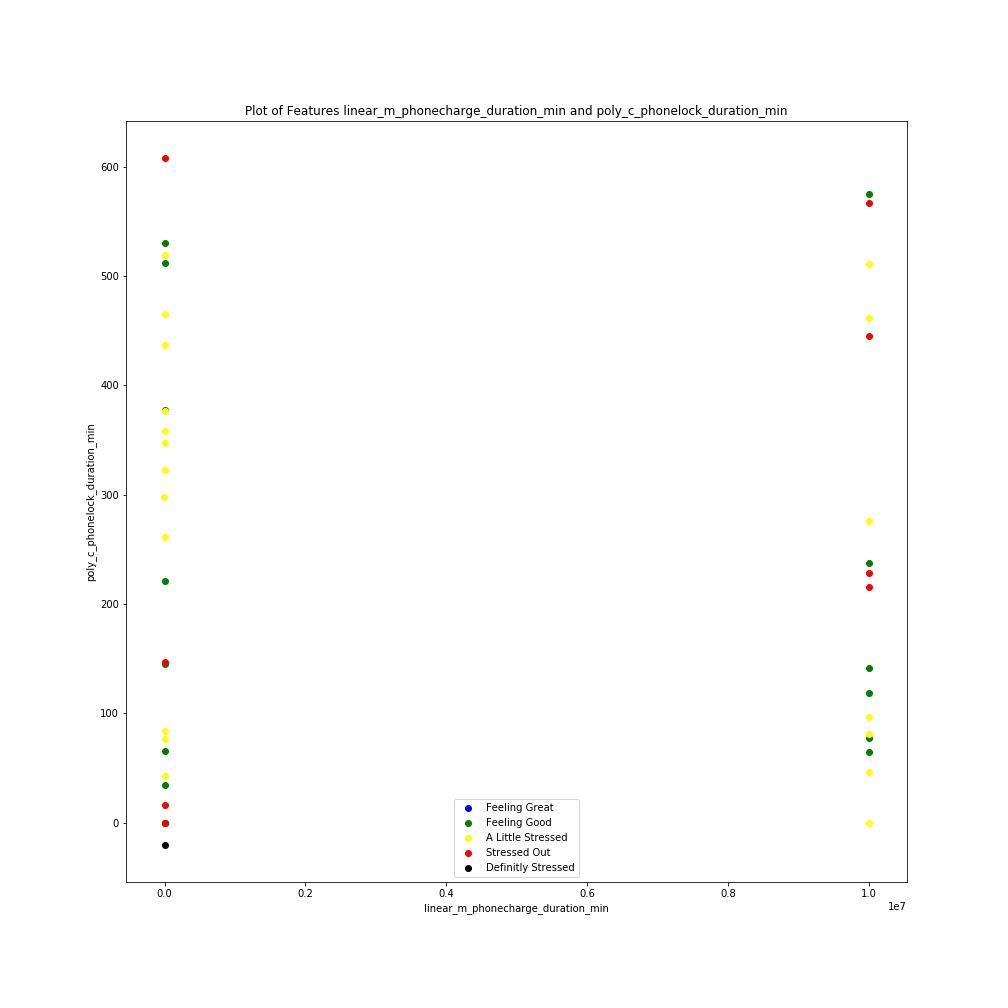 Plot of Features linear_m_phonecharge_duration_min and poly_c_phonelock_duration_min
600
500
400
300
200
100
0
poly_c_phonelock_duration_min
Feeling Great
Feeling Good
A Little Stressed
Stressed Out
Definitly Stressed
0.0 0.2 0.4 0.6 0.8 1.0
1e7
linear_m_phonecharge_duration_min